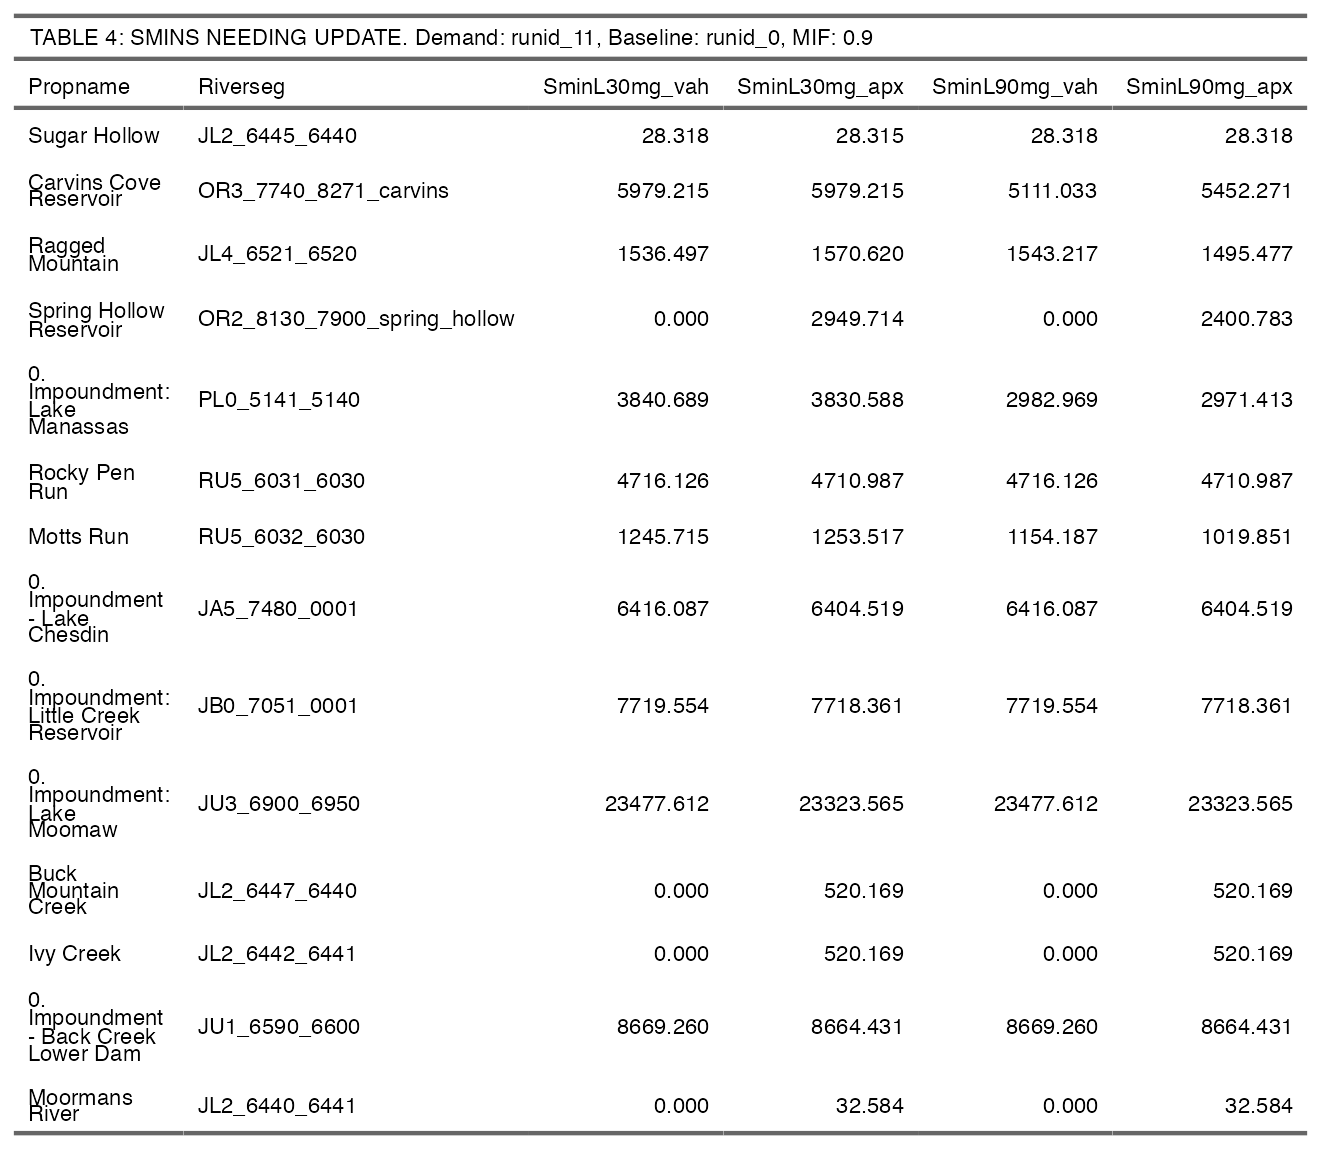 TABLE 4: SMINS NEEDING UPDATE. Demand: runid_11, Baseline: runid_0, MIF: 0.9
Propname Riverseg SminL30mg_vah SminL30mg_apx SminL90mg_vah SminL90mg_apx
Sugar Hollow JL2_6445_6440 28.318 28.315 28.318 28.318
Carvins Cove
Reservoir OR3_7740_8271_carvins 5979.215 5979.215 5111.033 5452.271
Ragged
Mountain JL4_6521_6520 1536.497 1570.620 1543.217 1495.477
Spring Hollow
Reservoir OR2_8130_7900_spring_hollow 0.000 2949.714 0.000 2400.783
0.
Impoundment:
Lake
Manassas PL0_5141_5140 3840.689 3830.588 2982.969 2971.413
Rocky Pen
Run RU5_6031_6030 4716.126 4710.987 4716.126 4710.987
Motts Run RU5_6032_6030 1245.715 1253.517 1154.187 1019.851
0.
Impoundment
- Lake
Chesdin JA5_7480_0001 6416.087 6404.519 6416.087 6404.519
0.
Impoundment:
Little Creek
Reservoir JB0_7051_0001 7719.554 7718.361 7719.554 7718.361
0.
Impoundment:
Lake
Moomaw JU3_6900_6950 23477.612 23323.565 23477.612 23323.565
Buck
Mountain
Creek JL2_6447_6440 0.000 520.169 0.000 520.169
Ivy Creek JL2_6442_6441 0.000 520.169 0.000 520.169
0.
Impoundment
- Back Creek
Lower Dam JU1_6590_6600 8669.260 8664.431 8669.260 8664.431
Moormans
River JL2_6440_6441 0.000 32.584 0.000 32.584